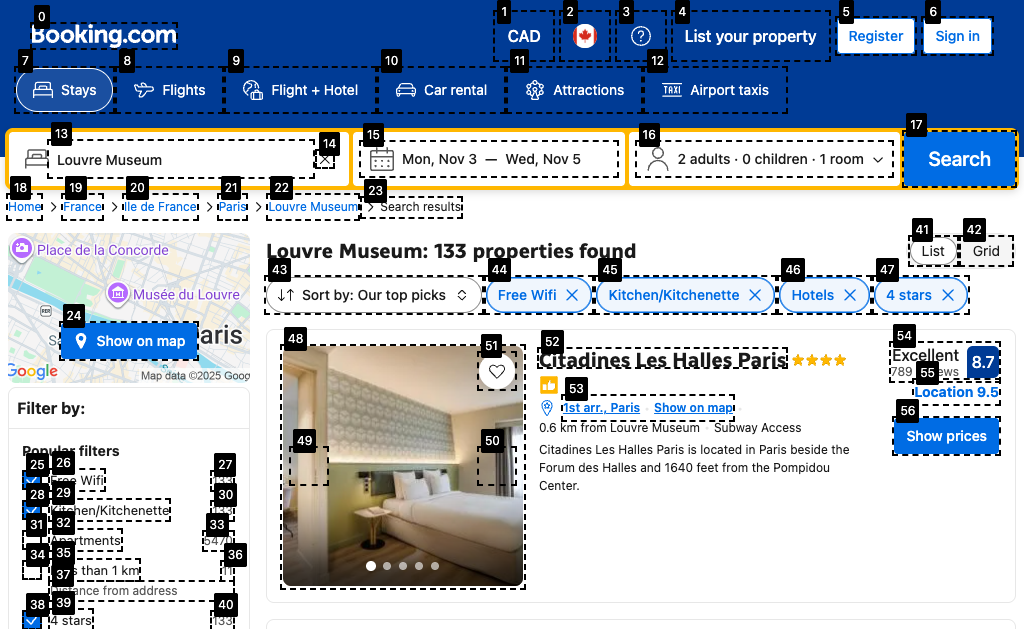 Booking.com
CAD
List your property
Register
Sign in
Stays
Flights
Flight + Hotel
Car rental
Attractions
TAXI Airport taxis
Louvre Museum
Mon, Nov 3 — Wed, Nov 5
2 adults · 0 children · 1 room
Search
Home > France > Ile de France > Paris > Louvre Museum > Search results
Place de la Concorde
Musée du Louvre
RER
Paris
Show on map
Google
Map data ©2025
Filter by:
Popular filters
Free Wifi 133
Kitchen/Kitchenette 133
Apartments 5470
than 1 km 11
Distance from address
4 stars 133
Louvre Museum: 133 properties found
List
Grid
Sort by: Our top picks
Free Wifi
Kitchen/Kitchenette
Hotels
4 stars
Citadines Les Halles Paris
1st arr., Paris
Show on map
0.6 km from Louvre Museum · Subway Access
Citadines Les Halles Paris is located in Paris beside the
Forum des Halles and 1640 feet from the Pompidou
Center.
Excellent
789
8.7
Location 9.5
Show prices
0
1
2
3
4
5
6
7
8
9
10
11
12
13
14
15
16
17
18
19
20
21
22
23
24
25
26
27
28
29
30
31
32
33
34
35
36
37
38
39
40
41
42
43
44
45
46
47
48
49
50
51
52
53
54
55
56